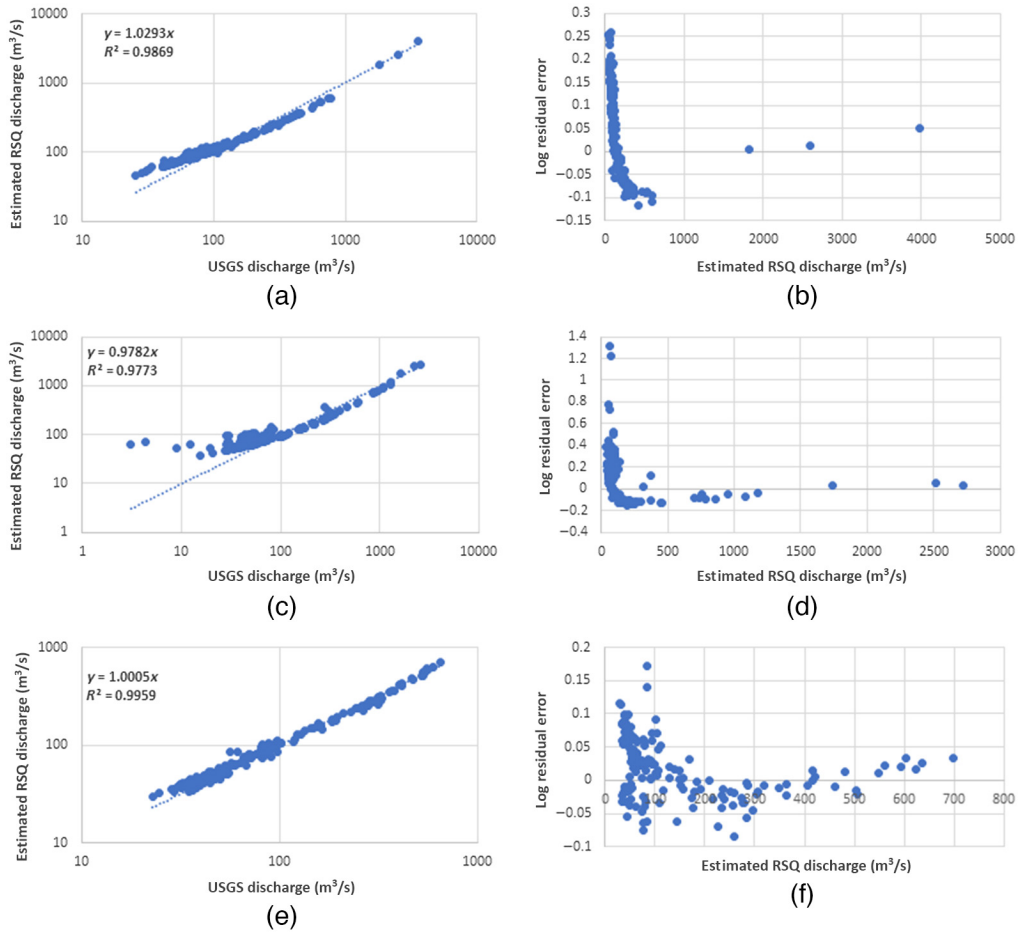 10000
1000
100
10
Estimated RSQ discharge (m³/s)
y = 1.0293x
R² = 0.9869
10 100 1000 10000
USGS discharge (m³/s)
(a)
0.3
0.25
0.2
0.15
0.1
0.05
0
−0.05
-0.1
−0.15
Log residual error
0 1000 2000 3000 4000 5000
Estimated RSQ discharge (m³/s)
(b)
10000
1000
100
10
1
Estimated RSQ discharge (m³/s)
y = 0.9782x
R² = 0.9773
1 10 100 1000 10000
USGS discharge (m³/s)
(c)
1.4
1.2
1
0.8
0.6
0.4
0.2
0
−0.2
−0.4
Log residual error
0 500 1000 1500 2000 2500 3000
Estimated RSQ discharge (m³/s)
(d)
1000
100
10
Estimated RSQ discharge (m³/s)
y = 1.0005x
R² = 0.9959
10 100 1000
USGS discharge (m³/s)
(e)
0.2
0.15
0.1
0.05
0
−0.05
−0.1
Log residual error
0 100 200 300 400 500 600 700 800
Estimated RSQ discharge (m³/s)
(f)